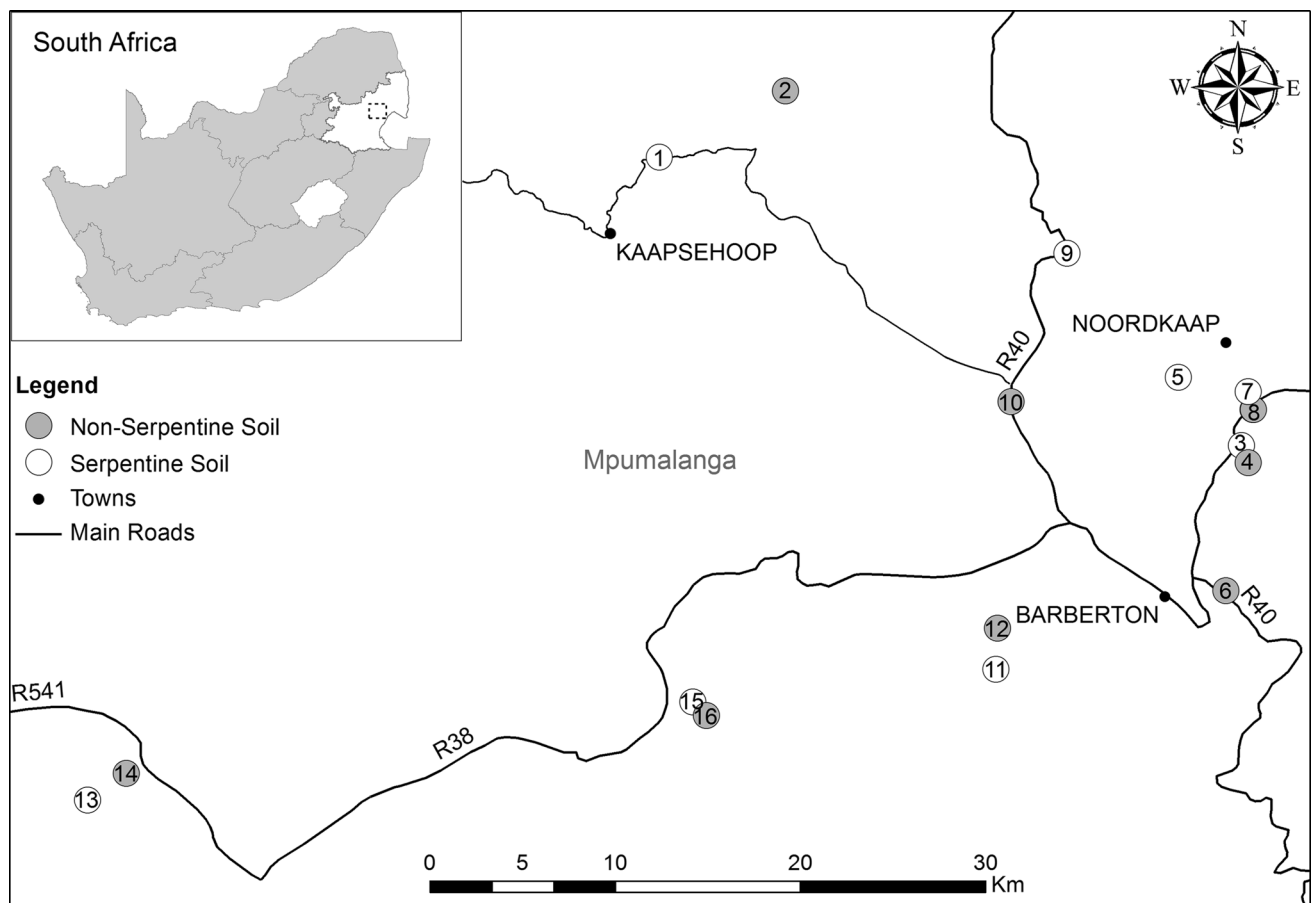 South Africa
N
W E
S
2
1
KAAPSEHOOP
9
NOORDKAAP
R40
5
7
8
10
3
4
Legend
Non-Serpentine Soil
Serpentine Soil
Towns
Main Roads
Mpumalanga
6
R40
BARBERTON
12
11
R541
15
16
R38
14
13
0 5 10 20 30
Km